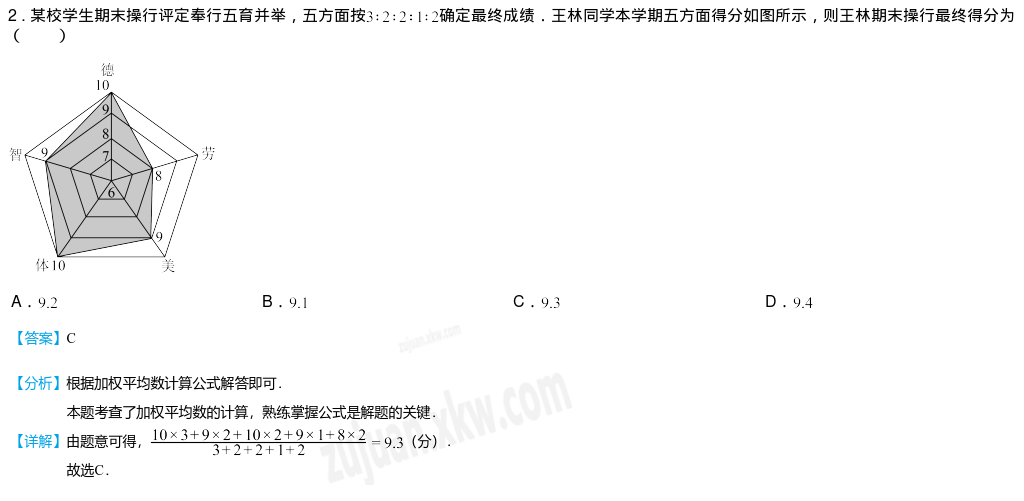 2．某校学生期末操行评定奉行五育并举，五方面按3:2:2:1:2确定最终成绩．王林同学本学期五方面得分如图所示，则王林期末操行最终得分为
（　　）
德
10
9
8
7
6
智
9
劳
8
9
体10
美
A．9.2 B．9.1 C．9.3 D．9.4
【答案】C
【分析】根据加权平均数计算公式解答即可．
本题考查了加权平均数的计算，熟练掌握公式是解题的关键．
【详解】由题意可得，(10×3+9×2+10×2+9×1+8×2)/(3+2+2+1+2)=9.3（分）．
故选C．
zujuan.xkw.com
zujuan.xkw.com